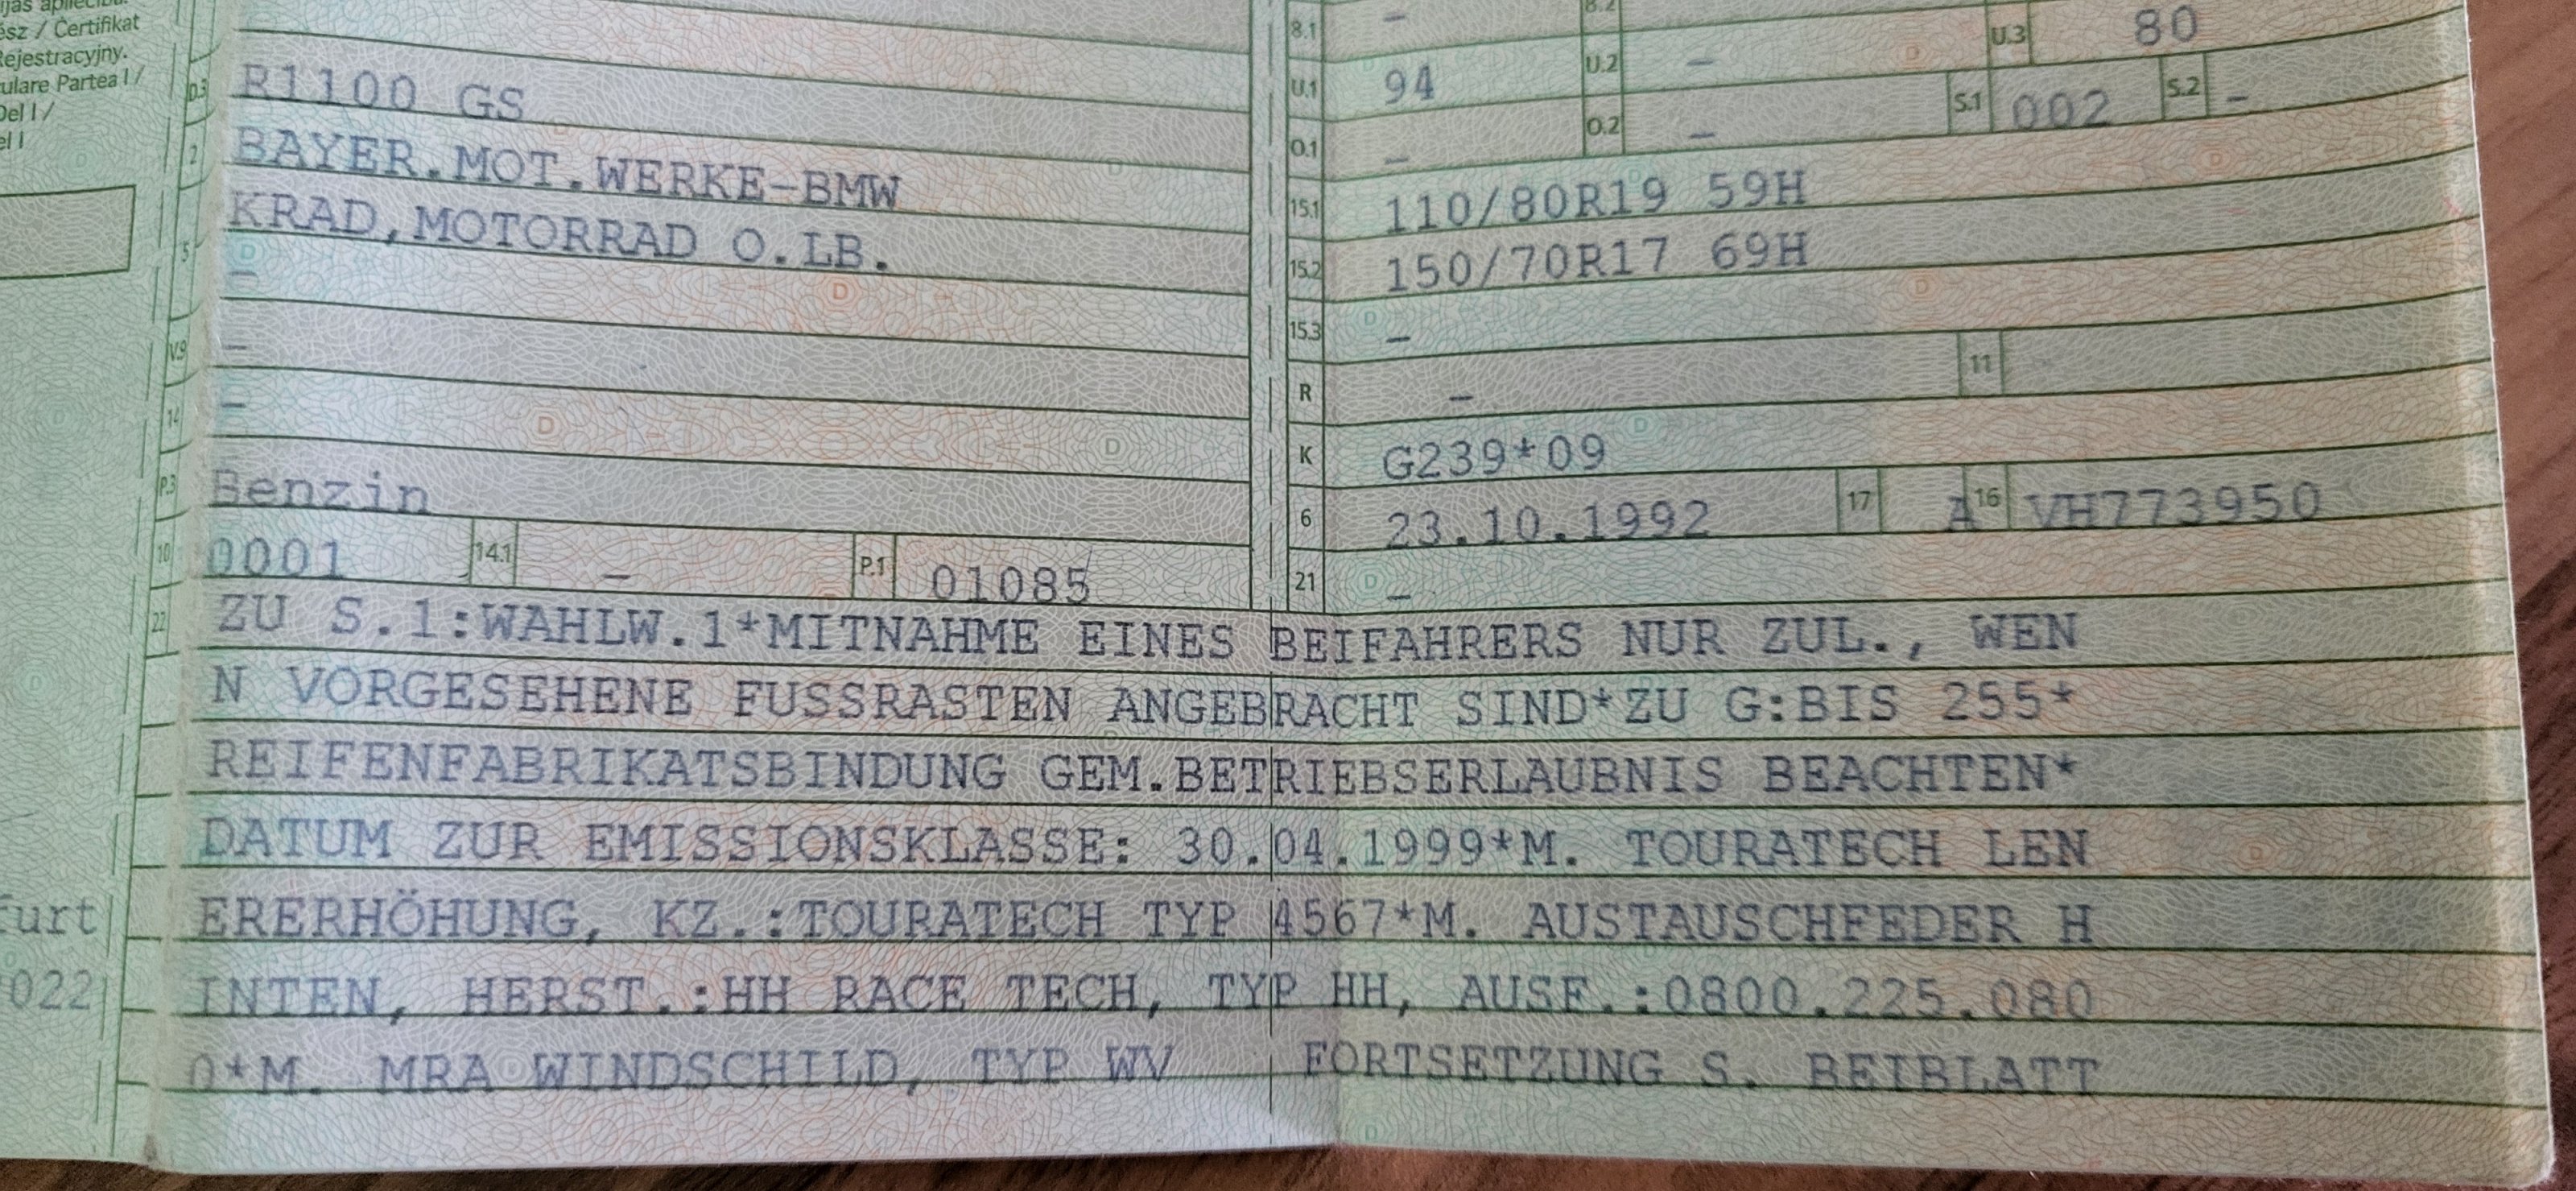 ész / Certifikat
Rejestracyjny.
ulare Partea I /
Del I /
el I
D.3 R1100 GS
2 BAYER.MOT.WERKE-BMW
5 KRAD,MOTORRAD O.LB.
–
V.9 –
14 –
P.3 Benzin
10 0001 14.1 – P.1 01085
8.1 – B.2
U.1 94 U.2 – U.3 80
O.1 – O.2 – S.1 002 S.2 –
15.1 110/80R19 59H
15.2 150/70R17 69H
15.3 –
R – 11
K G239*09
6 23.10.1992 17 A 16 VH773950
21 –
22 ZU S.1:WAHLW.1*MITNAHME EINES BEIFAHRERS NUR ZUL., WEN
N VORGESEHENE FUSSRASTEN ANGEBRACHT SIND*ZU G:BIS 255*
REIFENFABRIKATSBINDUNG GEM.BETRIEBSERLAUBNIS BEACHTEN*
DATUM ZUR EMISSIONSKLASSE: 30.04.1999*M. TOURATECH LEN
furt ERERHÖHUNG, KZ.:TOURATECH TYP 4567*M. AUSTAUSCHFEDER H
022 INTEN, HERST.:HH RACE TECH, TYP HH, AUSF.:0800.225.080
0*M. MRA WINDSCHILD, TYP WV FORTSETZUNG S. BEIBLATT